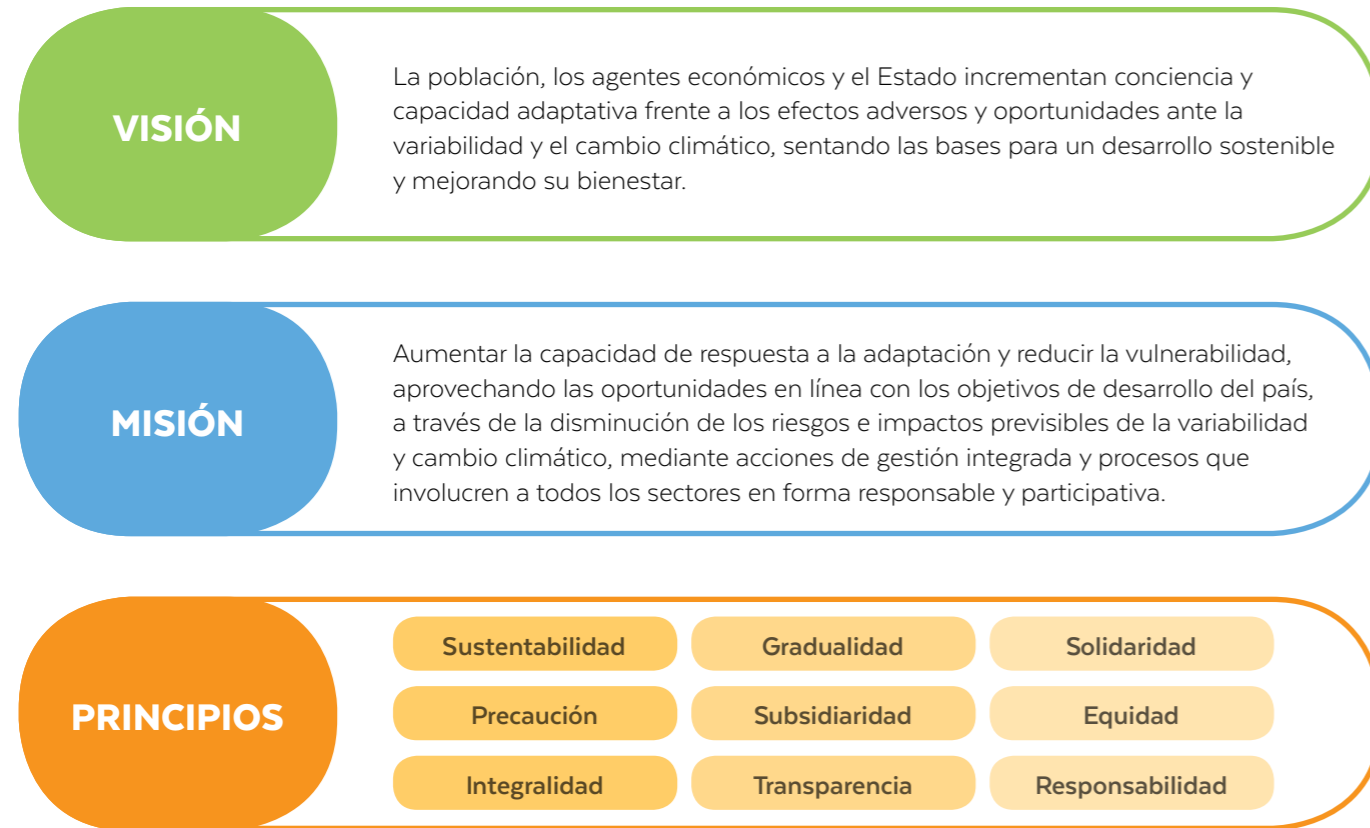 VISIÓN
La población, los agentes económicos y el Estado incrementan conciencia y
capacidad adaptativa frente a los efectos adversos y oportunidades ante la
variabilidad y el cambio climático, sentando las bases para un desarrollo sostenible
y mejorando su bienestar.
MISIÓN
Aumentar la capacidad de respuesta a la adaptación y reducir la vulnerabilidad,
aprovechando las oportunidades en línea con los objetivos de desarrollo del país,
a través de la disminución de los riesgos e impactos previsibles de la variabilidad
y cambio climático, mediante acciones de gestión integrada y procesos que
involucren a todos los sectores en forma responsable y participativa.
PRINCIPIOS
Sustentabilidad Gradualidad Solidaridad
Precaución Subsidiaridad Equidad
Integralidad Transparencia Responsabilidad